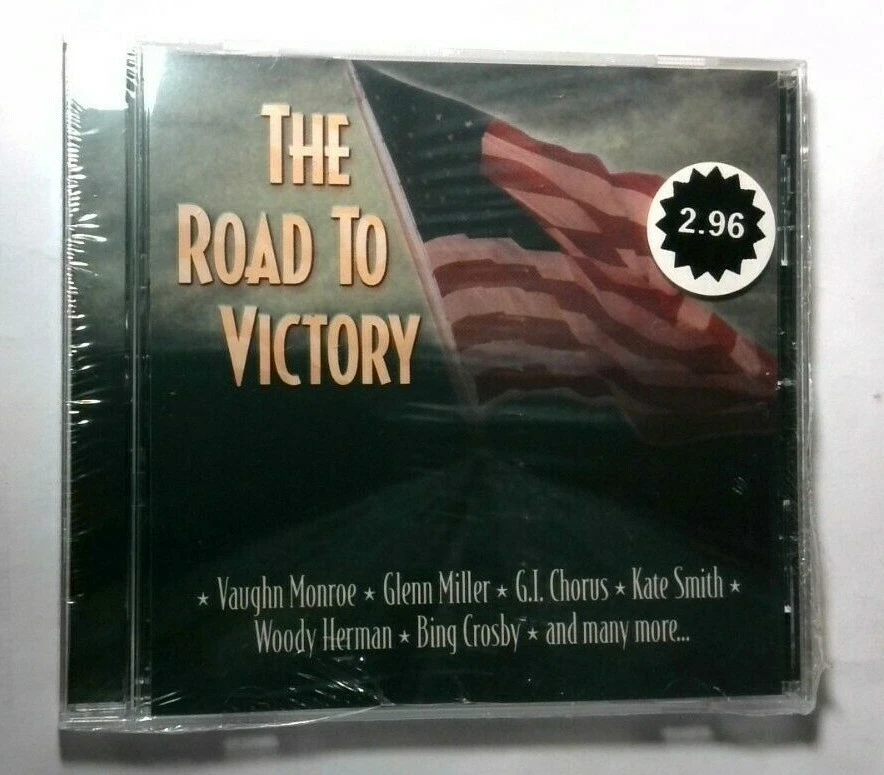 THE
ROAD TO
VICTORY
2.96
★ Vaughn Monroe ★ Glenn Miller ★ G.I. Chorus ★ Kate Smith ★
Woody Herman ★ Bing Crosby ★ and many more...